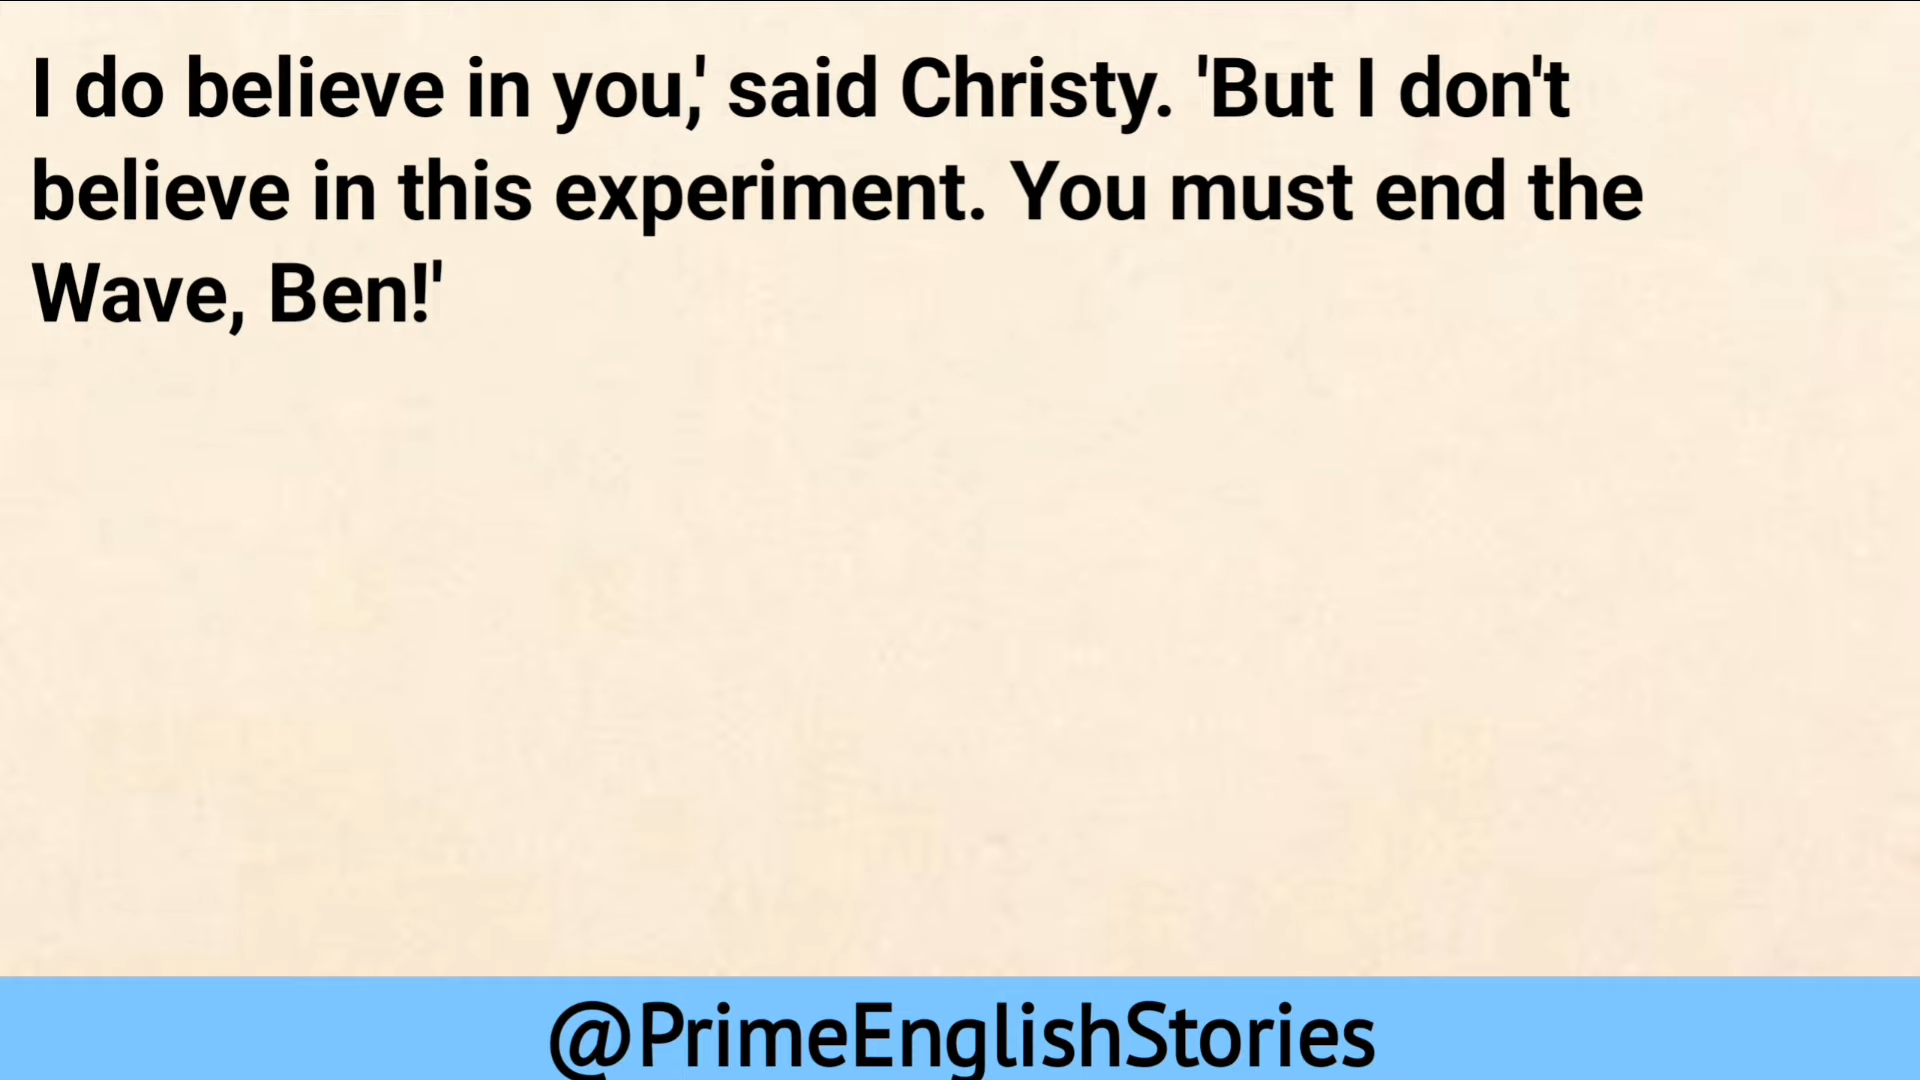 I do believe in you,' said Christy. 'But I don't
believe in this experiment. You must end the
Wave, Ben!'
@PrimeEnglishStories